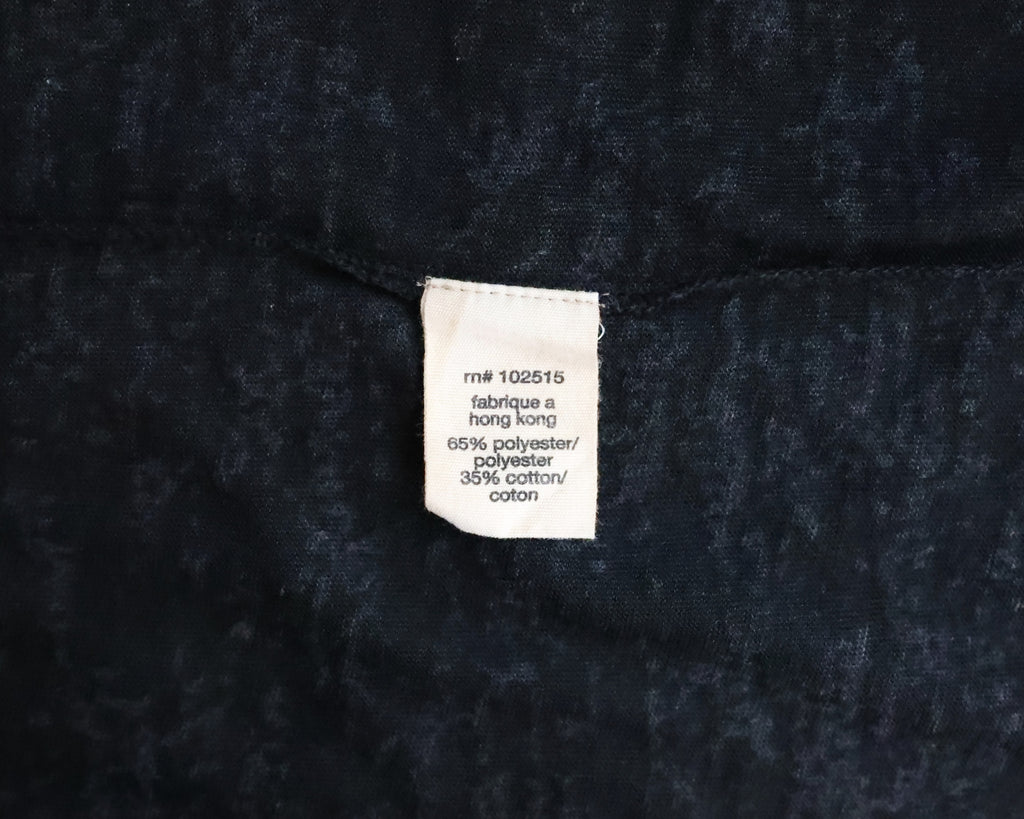 rn# 102515
fabrique a
hong kong
65% polyester/
polyester
35% cotton/
coton